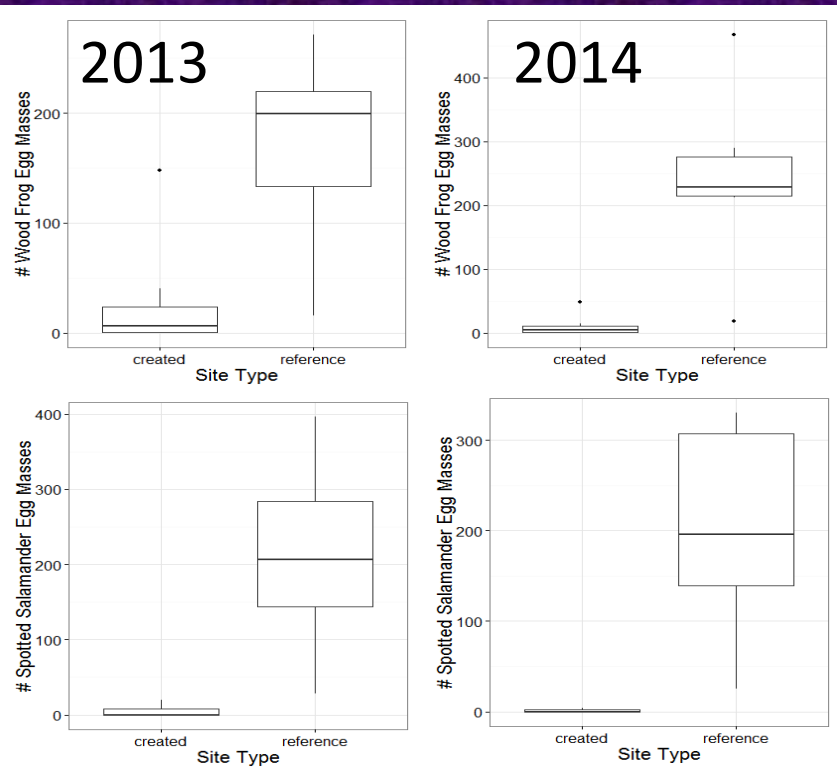 2013
# Wood Frog Egg Masses
200
100
0
created reference
Site Type
2014
# Wood Frog Egg Masses
400
300
200
100
0
created reference
Site Type
# Spotted Salamander Egg Masses
400
300
200
100
0
created reference
Site Type
# Spotted Salamander Egg Masses
300
200
100
0
created reference
Site Type